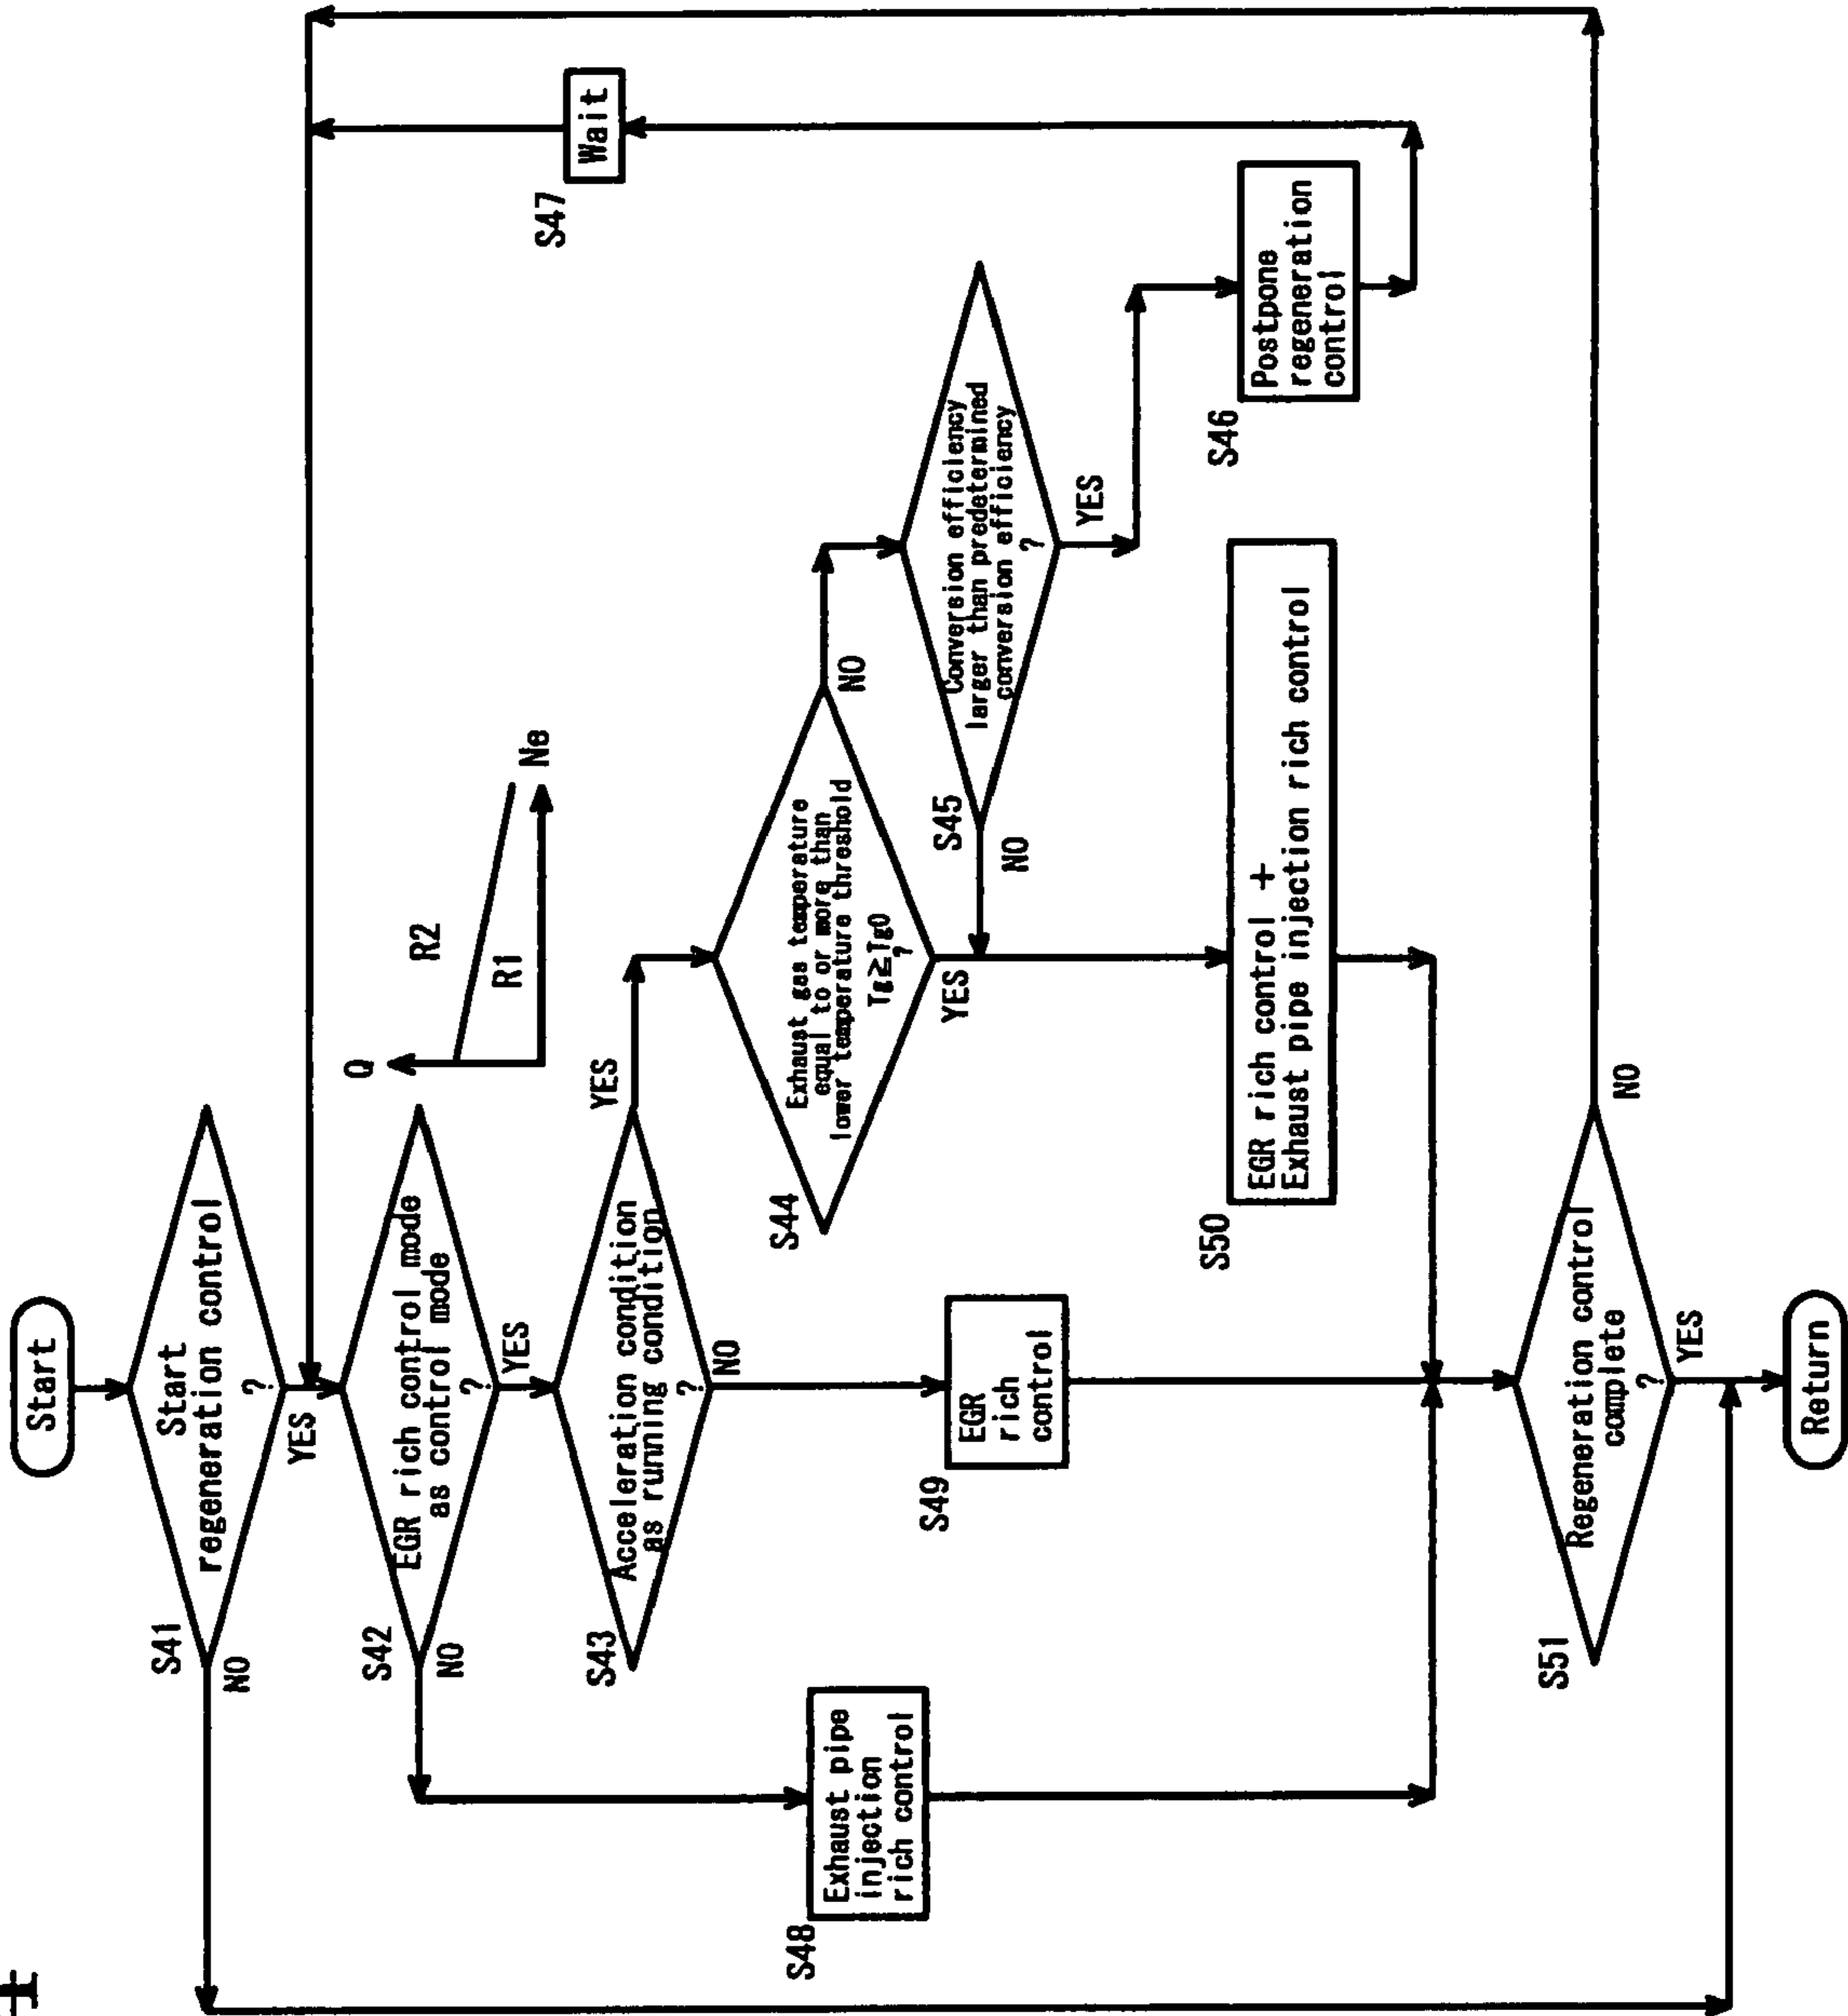 Start
S41
Start
regeneration control
?
NO
YES
S42
EGR rich control mode
as control mode
?
NO
YES
Q
R2
R1
Ne
S43
Acceleration condition
as running condition
?
YES
NO
S44
Exhaust gas temperature
equal to or more than
lower temperature threshold
Tg≥Tg0
?
NO
YES
S45
Conversion efficiency
larger than predetermined
conversion efficiency
?
NO
YES
S46
Postpone
regeneration
control
S47
Wait
S48
Exhaust pipe
injection
rich control
S49
EGR
rich
control
S50
EGR rich control +
Exhaust pipe injection rich control
S51
Regeneration control
complete
?
NO
YES
Return